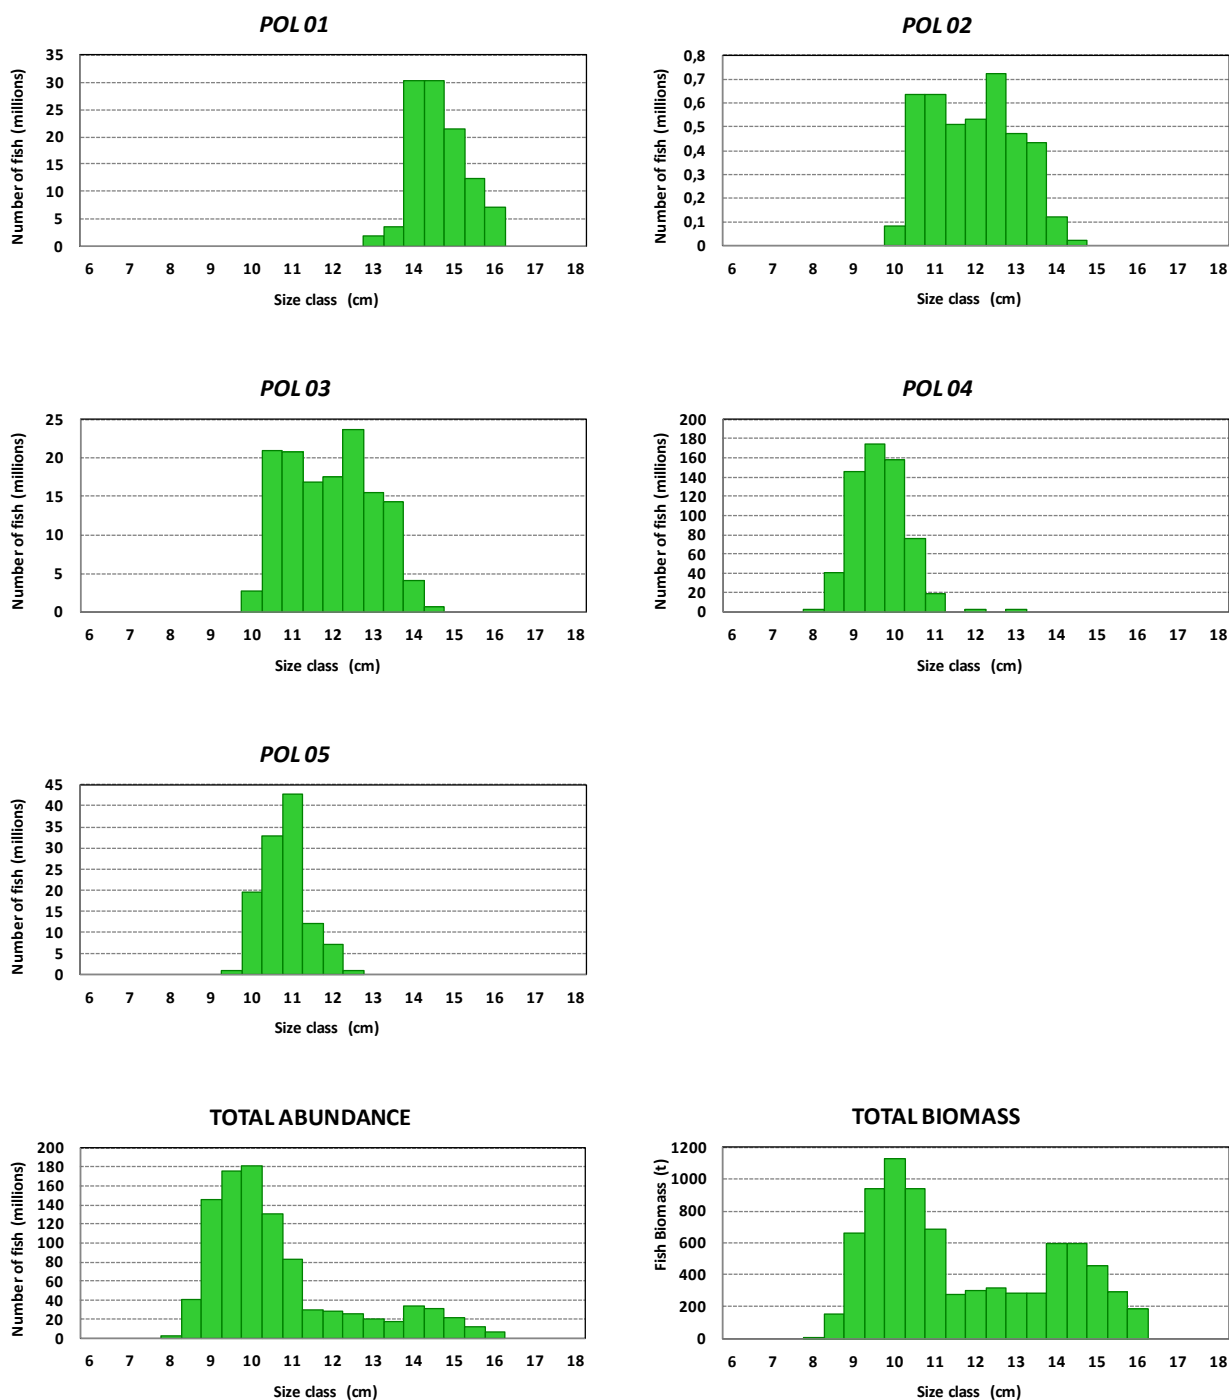 POL 01
Number of fish (millions)
35
30
25
20
15
10
5
0
6 7 8 9 10 11 12 13 14 15 16 17 18
Size class (cm)
POL 02
Number of fish (millions)
0,8
0,7
0,6
0,5
0,4
0,3
0,2
0,1
0
6 7 8 9 10 11 12 13 14 15 16 17 18
Size class (cm)
POL 03
Number of fish (millions)
25
20
15
10
5
0
6 7 8 9 10 11 12 13 14 15 16 17 18
Size class (cm)
POL 04
Number of fish (millions)
200
180
160
140
120
100
80
60
40
20
0
6 7 8 9 10 11 12 13 14 15 16 17 18
Size class (cm)
POL 05
Number of fish (millions)
45
40
35
30
25
20
15
10
5
0
6 7 8 9 10 11 12 13 14 15 16 17 18
Size class (cm)
TOTAL ABUNDANCE
Number of fish (millions)
200
180
160
140
120
100
80
60
40
20
0
6 7 8 9 10 11 12 13 14 15 16 17 18
Size class (cm)
TOTAL BIOMASS
Fish Biomass (t)
1200
1000
800
600
400
200
0
6 7 8 9 10 11 12 13 14 15 16 17 18
Size class (cm)